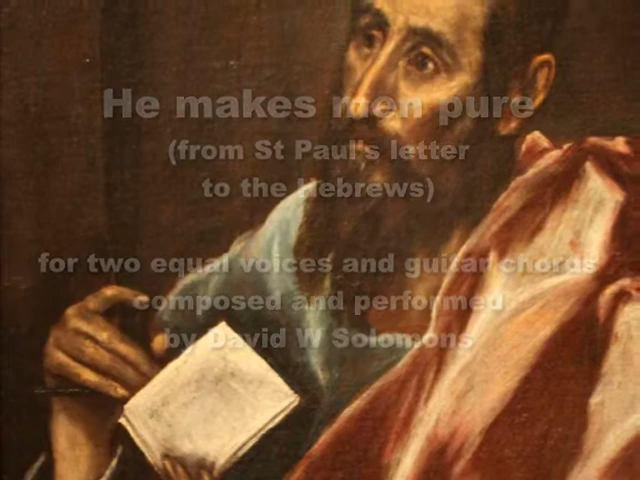 He makes men pure
(from St Paul's letter
to the Hebrews)
for two equal voices and guitar chords
composed and performed
by David W Solomons